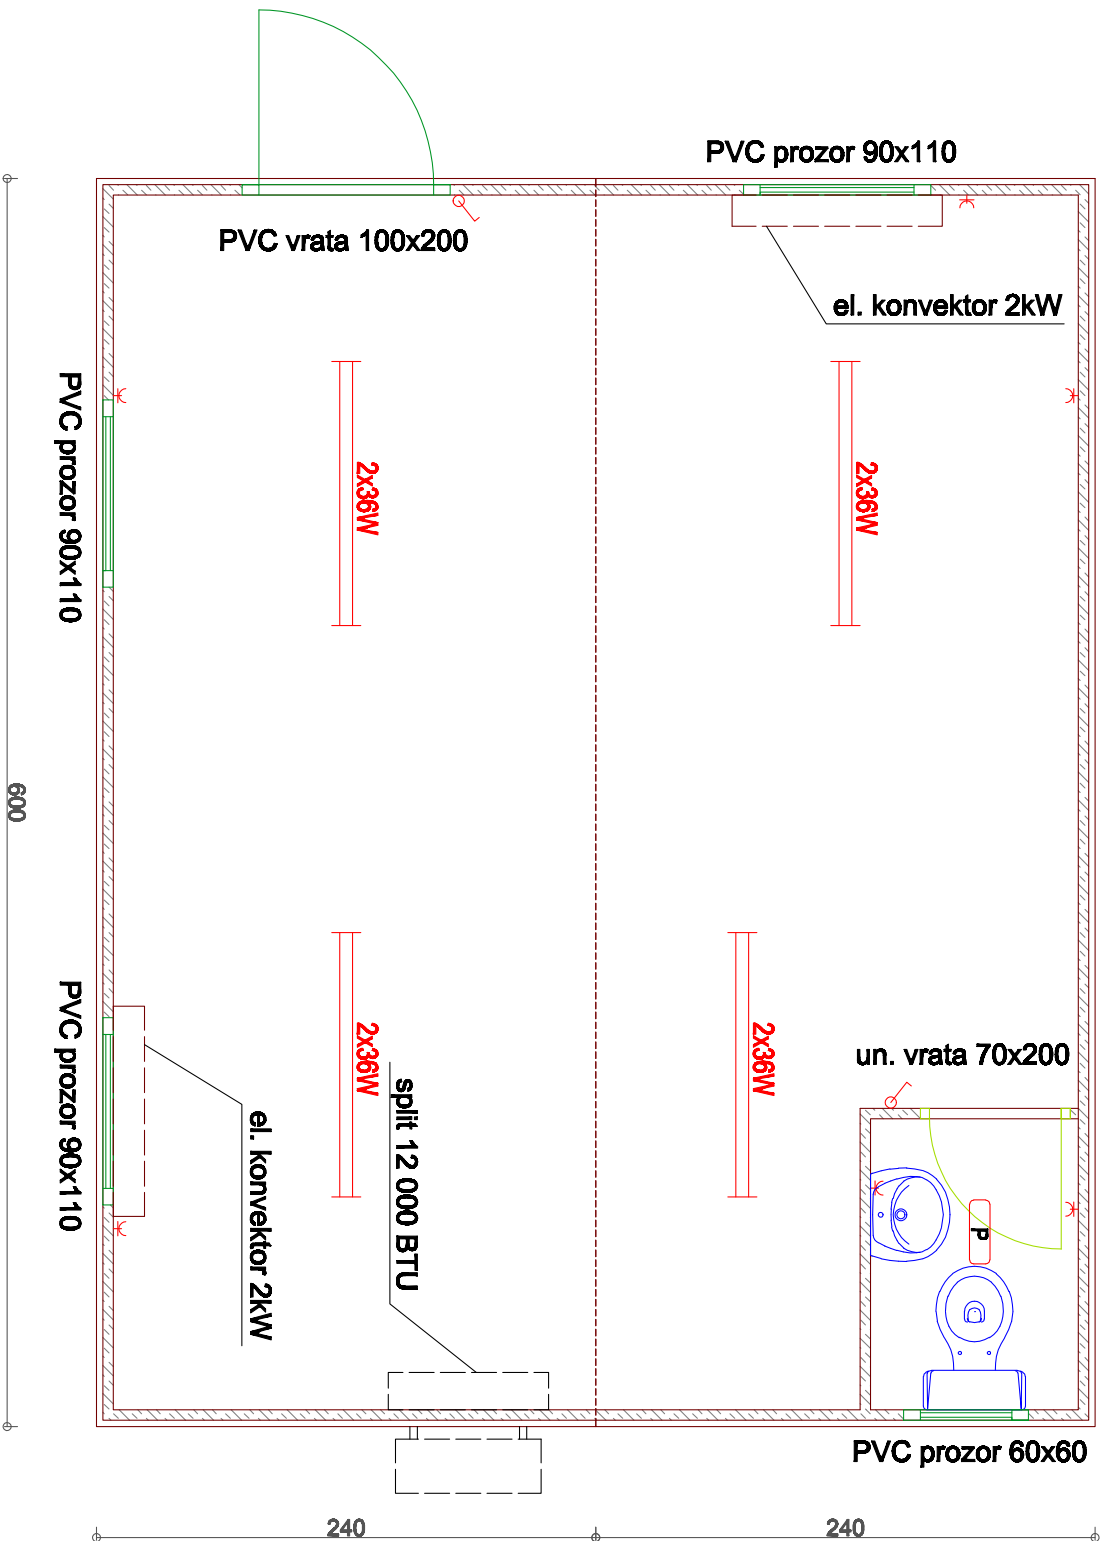 PVC prozor 90x110
PVC vrata 100x200
el. konvektor 2kW
PVC prozor 90x110
2x36W
2x36W
600
PVC prozor 90x110
2x36W
2x36W
split 12 000 BTU
el. konvektor 2kW
un. vrata 70x200
P
PVC prozor 60x60
240
240